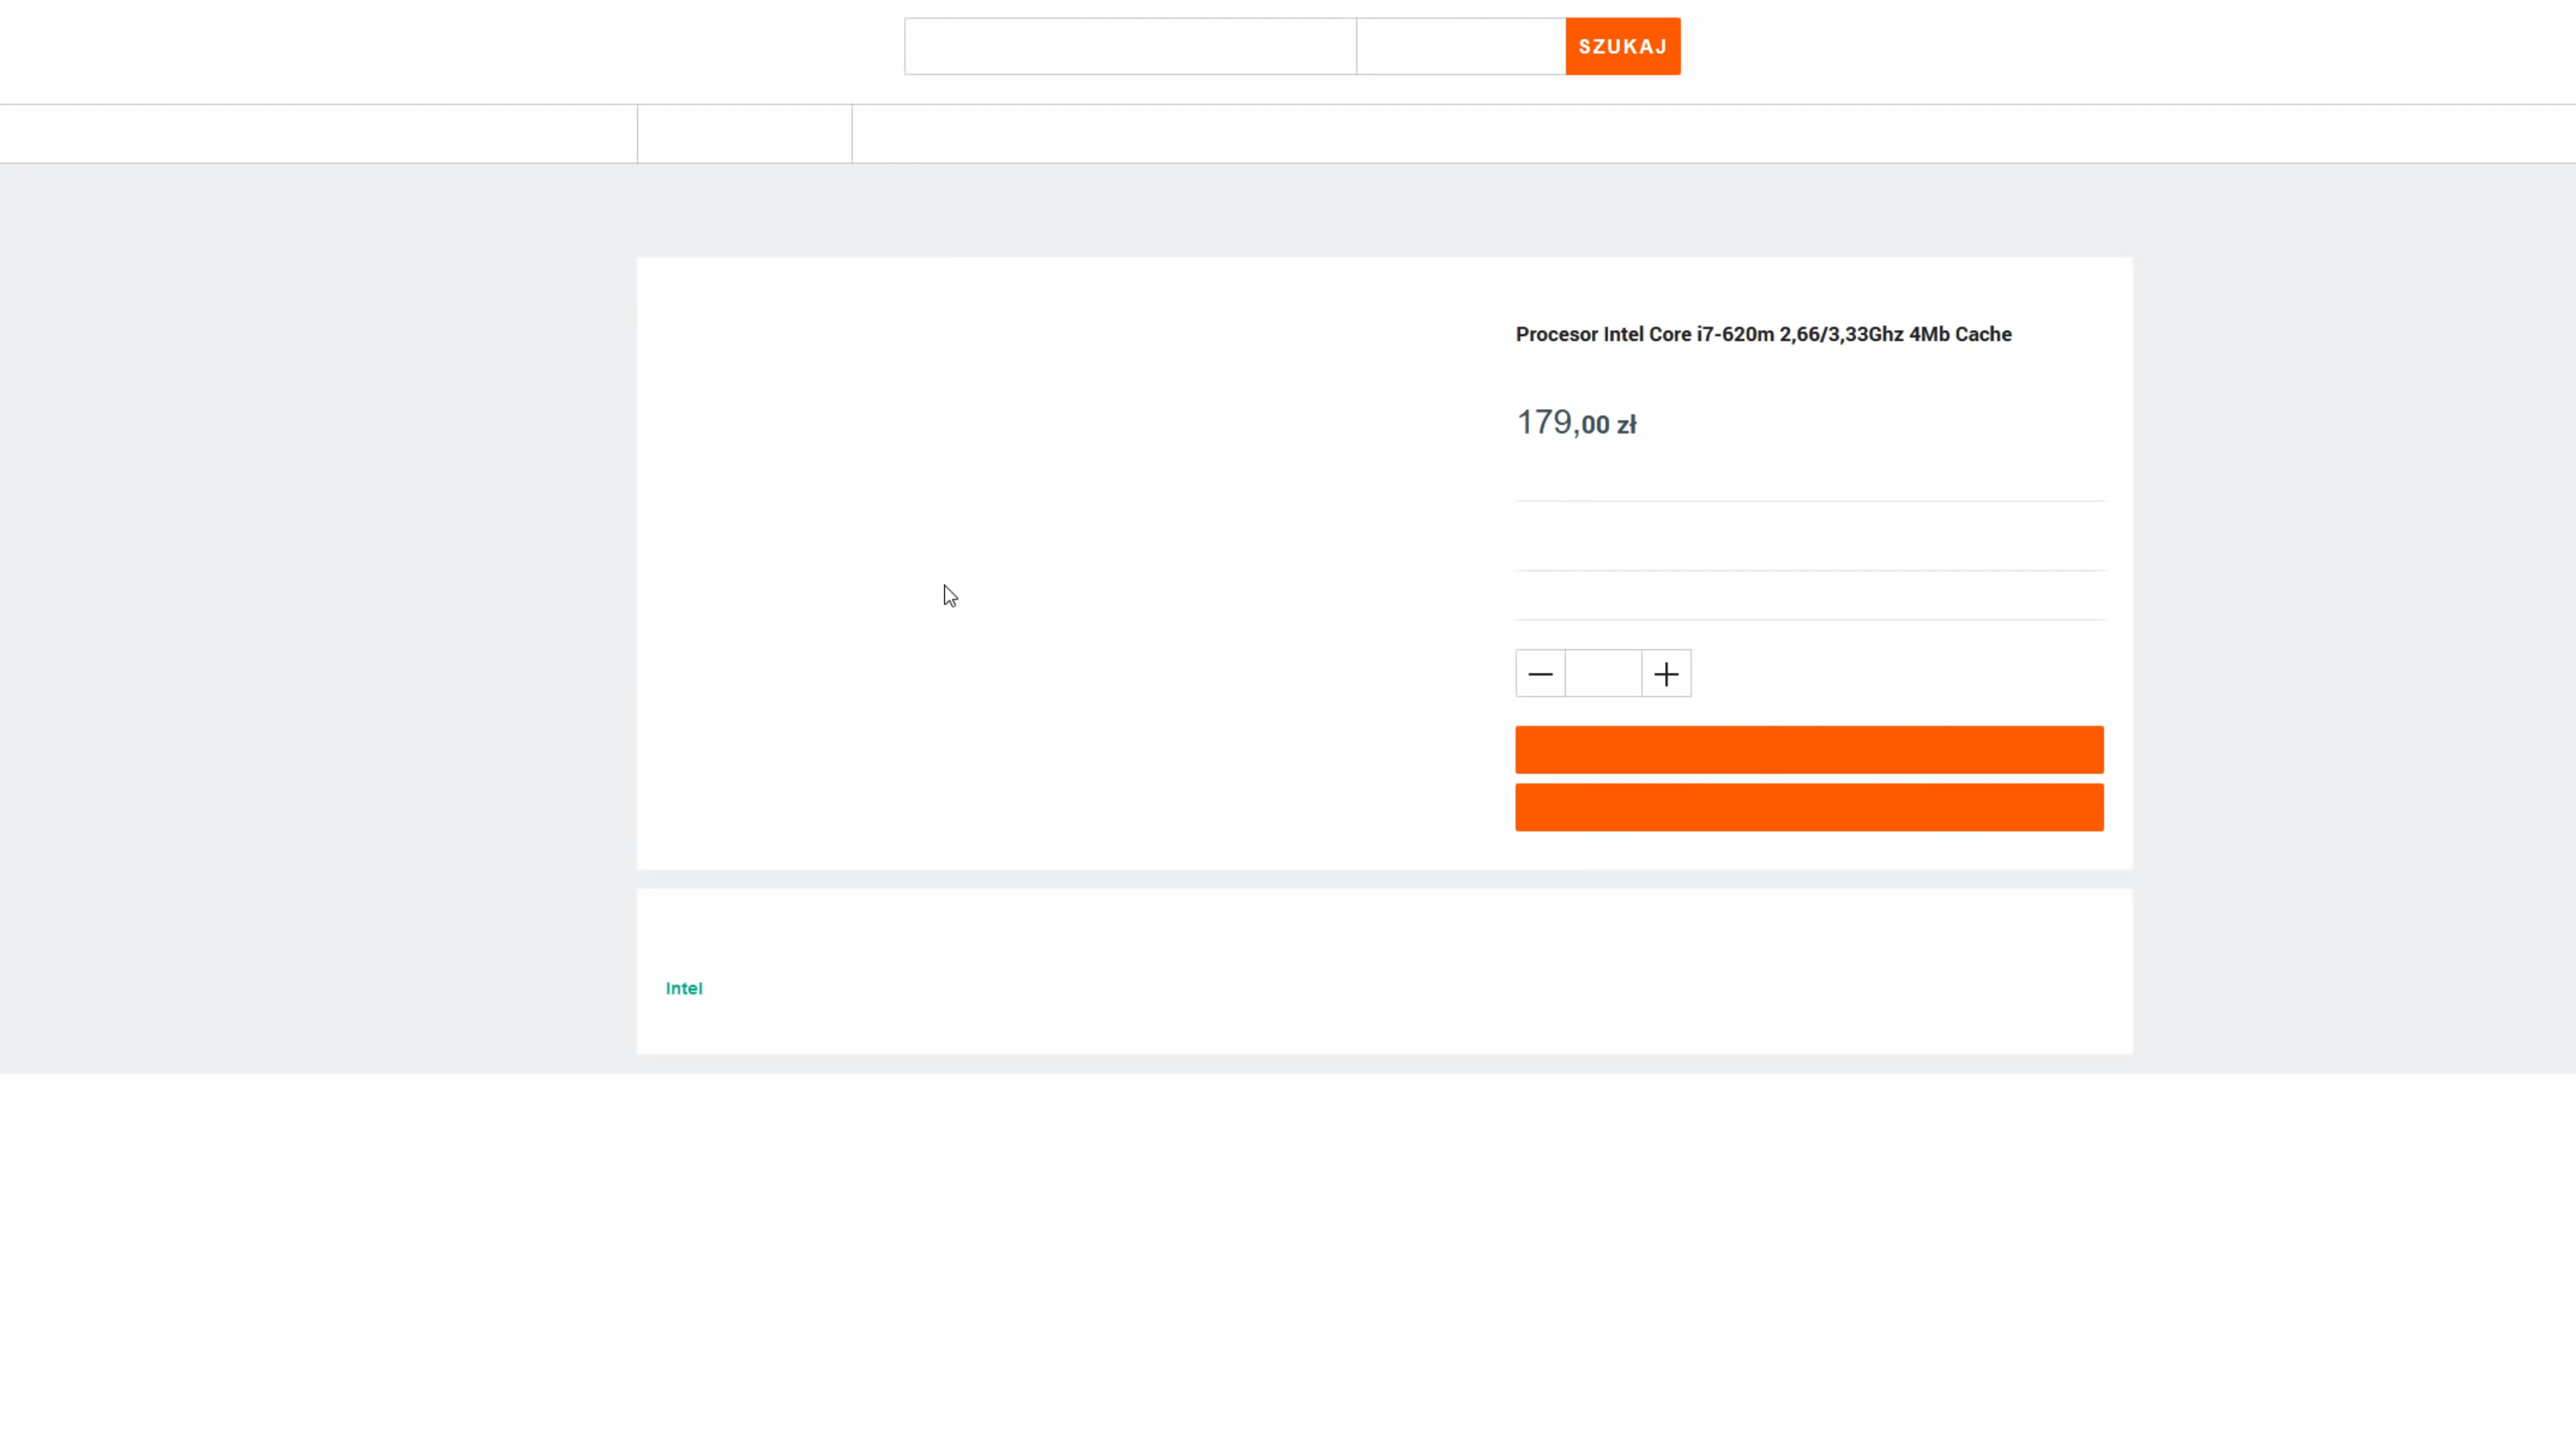 SZUKAJ
Procesor Intel Core i7-620m 2,66/3,33Ghz 4Mb Cache
179,00 zł
Intel